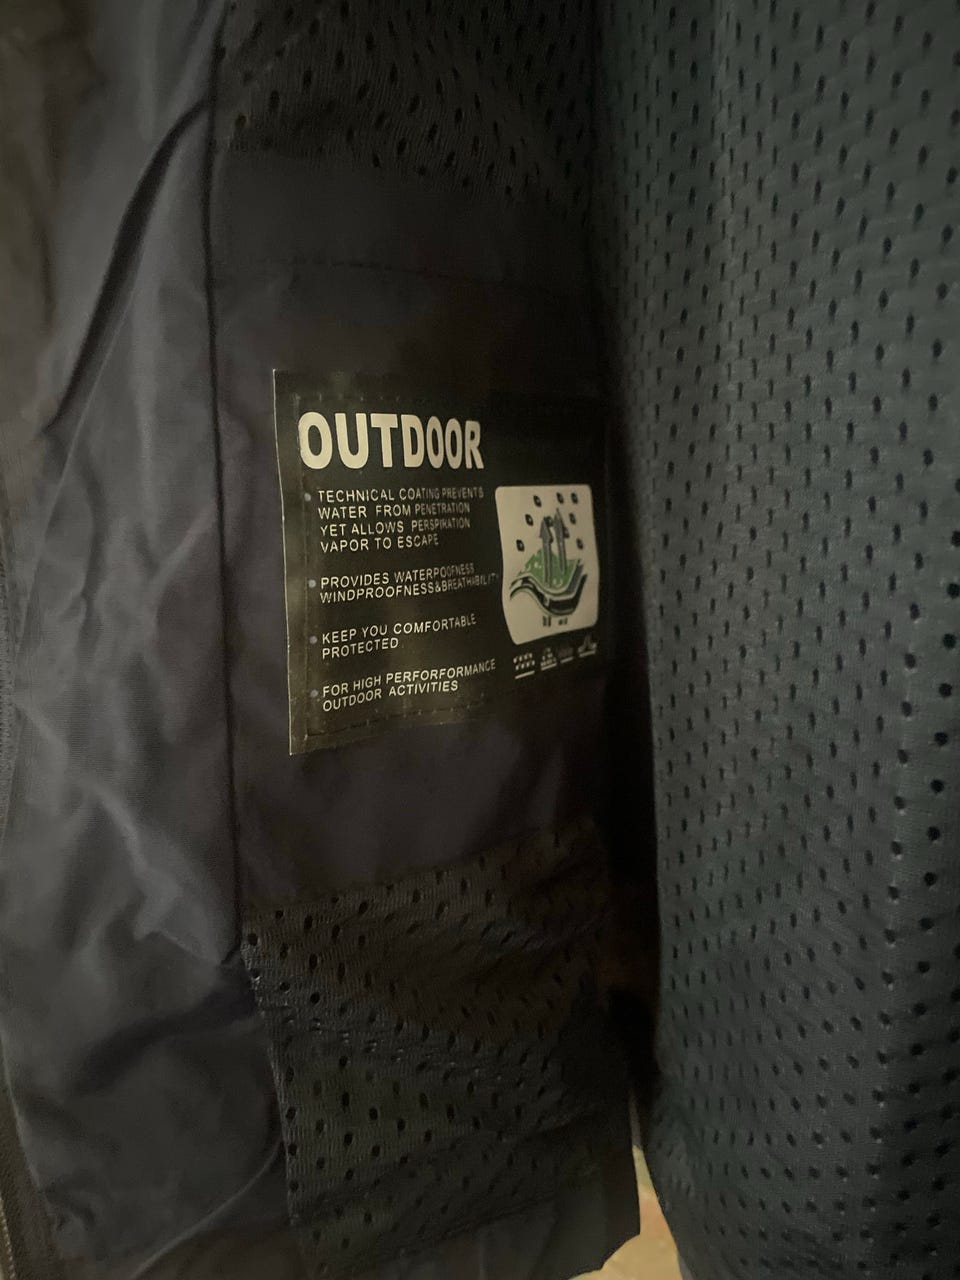 OUTDOOR
TECHNICAL COATING PREVENTS
WATER FROM PENETRATION
YET ALLOWS PERSPIRATION
VAPOR TO ESCAPE
PROVIDES WATERPOOFNESS
WINDPROOFNESS&BREATHABILITY
KEEP YOU COMFORTABLE
PROTECTED
FOR HIGH PERFORFORMANCE
OUTDOOR ACTIVITIES